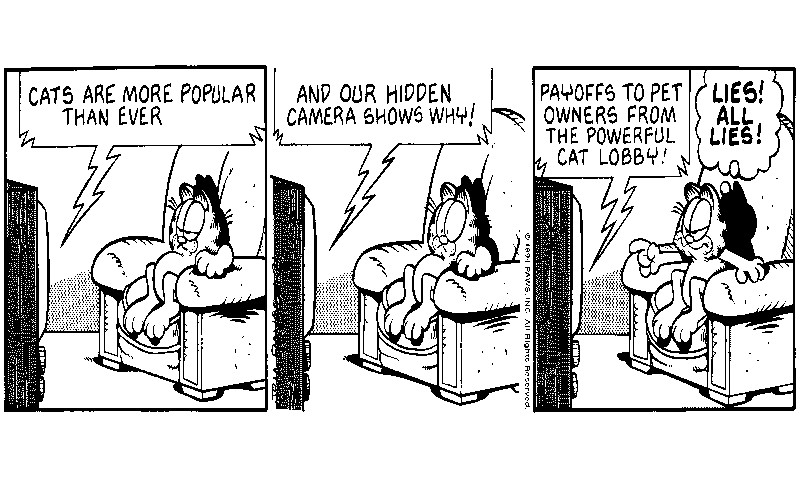 CATS ARE MORE POPULAR
THAN EVER
AND OUR HIDDEN
CAMERA SHOWS WHY!
© 1991 PAWS, INC. All Rights Reserved.
PAYOFFS TO PET
OWNERS FROM
THE POWERFUL
CAT LOBBY!
LIES!
ALL
LIES!